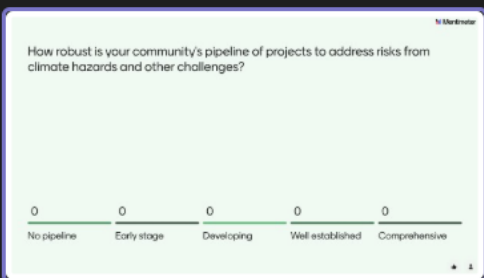 Mentimeter
How robust is your community's pipeline of projects to address risks from
climate hazards and other challenges?
0 0 0 0 0
No pipeline Early stage Developing Well established Comprehensive